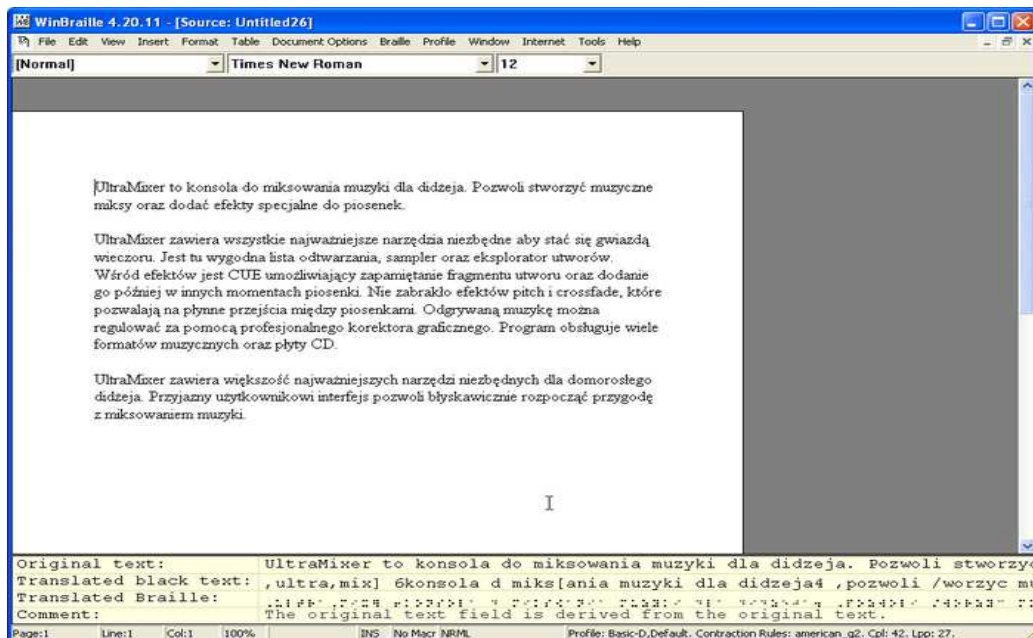 WinBraille 4.20.11 - [Source: Untitled26]
File Edit View Insert Format Table Document Options Braille Profile Window Internet Tools Help
[Normal] Times New Roman 12
UltraMixer to konsola do miksowania muzyki dla didżeja. Pozwoli stworzyć muzyczne
miksy oraz dodać efekty specjalne do piosenek.
UltraMixer zawiera wszystkie najważniejsze narzędzia niezbędne aby stać się gwiazdą
wieczoru. Jest tu wygodna lista odtwarzania, sampler oraz eksplorator utworów.
Wśród efektów jest CUE umożliwiający zapamiętanie fragmentu utworu oraz dodanie
go później w innych momentach piosenki. Nie zabrakło efektów pitch i crossfade, które
pozwalają na płynne przejścia między piosenkami. Odgrywaną muzykę można
regulować za pomocą profesjonalnego korektora graficznego. Program obsługuje wiele
formatów muzycznych oraz płyty CD.
UltraMixer zawiera większość najważniejszych narzędzi niezbędnych dla domorosłego
didżeja. Przyjazny użytkownikowi interfejs pozwoli błyskawicznie rozpocząć przygodę
z miksowaniem muzyki.
Original text: UltraMixer to konsola do miksowania muzyki dla didżeja. Pozwoli stworzyć
Translated black text: ,ultra,mix] 6konsola d miks[ania muzyki dla didzeja4 ,pozwoli /worzyc mu
Translated Braille:
Comment: The original text field is derived from the original text.
Page:1 Line:1 Col:1 100% INS No Macr NRML Profile: Basic-D,Default. Contraction Rules: american_g2. Cpl: 42, Lpp: 27.